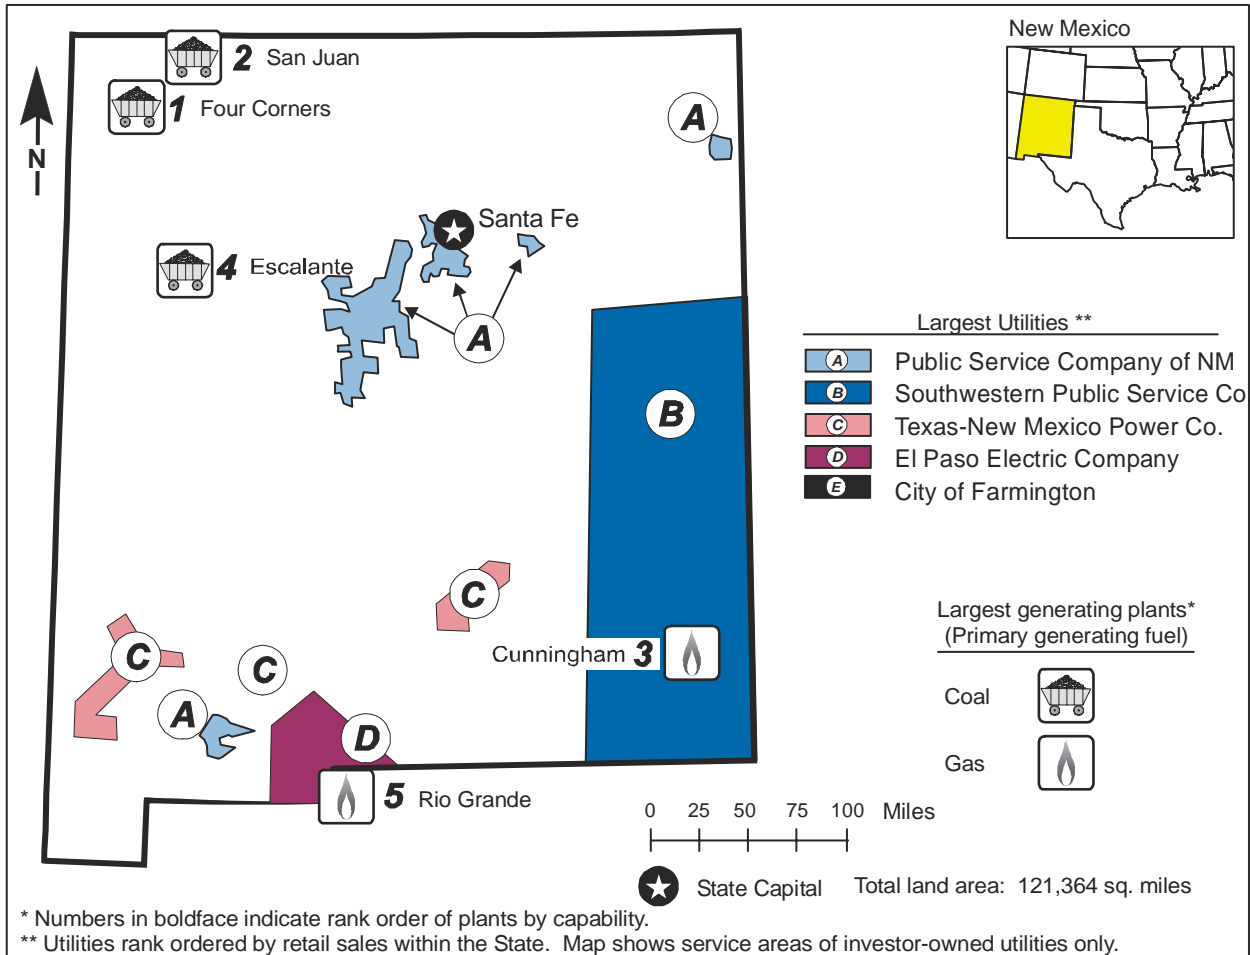 New Mexico
2 San Juan
1 Four Corners
N
A
Santa Fe
4 Escalante
A
Largest Utilities **
A Public Service Company of NM
B Southwestern Public Service Co
C Texas-New Mexico Power Co.
D El Paso Electric Company
E City of Farmington
B
C
Cunningham 3
C
C
A
D
5 Rio Grande
Largest generating plants*
(Primary generating fuel)
Coal
Gas
0 25 50 75 100 Miles
State Capital Total land area: 121,364 sq. miles
* Numbers in boldface indicate rank order of plants by capability.
** Utilities rank ordered by retail sales within the State. Map shows service areas of investor-owned utilities only.